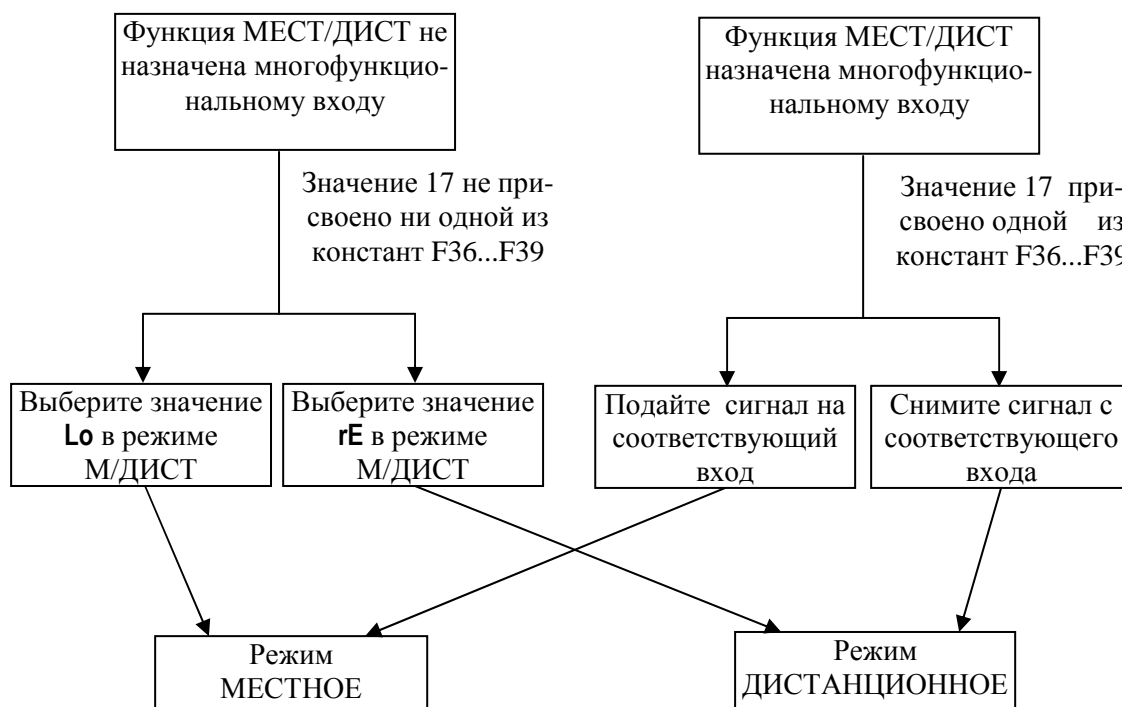 Функция МЕСТ/ДИСТ не
назначена многофункцио-
нальному входу
Функция МЕСТ/ДИСТ
назначена многофункцио-
нальному входу
Значение 17 не при-
своено ни одной из
констант F36...F39
Значение 17 при-
своено одной из
констант F36...F39
Выберите значение
Lo в режиме
М/ДИСТ
Выберите значение
rE в режиме
М/ДИСТ
Подайте сигнал на
соответствующий
вход
Снимите сигнал с
соответствующего
входа
Режим
МЕСТНОЕ
Режим
ДИСТАНЦИОННОЕ